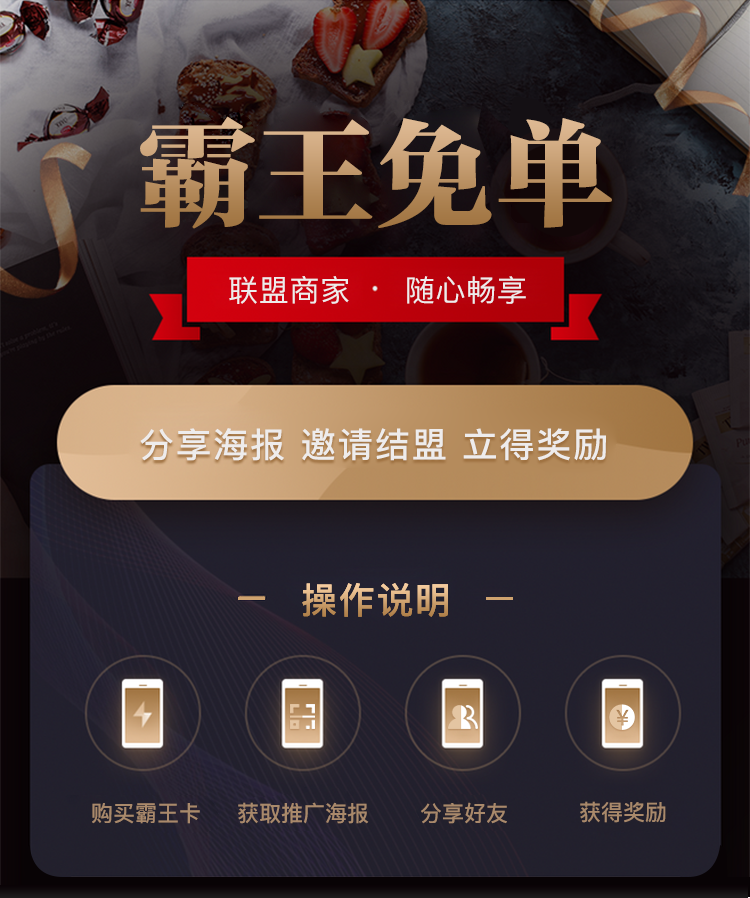 霸王免单
联盟商家 · 随心畅享
分享海报 邀请结盟 立得奖励
操作说明
购买霸王卡 获取推广海报 分享好友 获得奖励